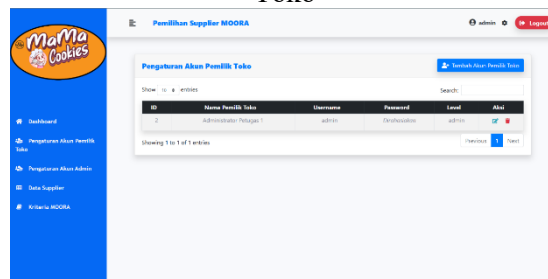 Toko
MaMa
Cookies
Pemilihan Supplier MOORA
admin
Logout
Pengaturan Akun Pemilik Toko
Tambah Akun Pemilik Toko
Show 10 entries
Search:
ID Nama Pemilik Toko Username Password Level Aksi
2 Administrator Petugas 1 admin admin
Showing 1 to 1 of 1 entries
Previous 1 Next
Dashboard
Pengaturan Akun Pemilik
Toko
Pengaturan Akun Admin
Data Supplier
Kriteria MOORA